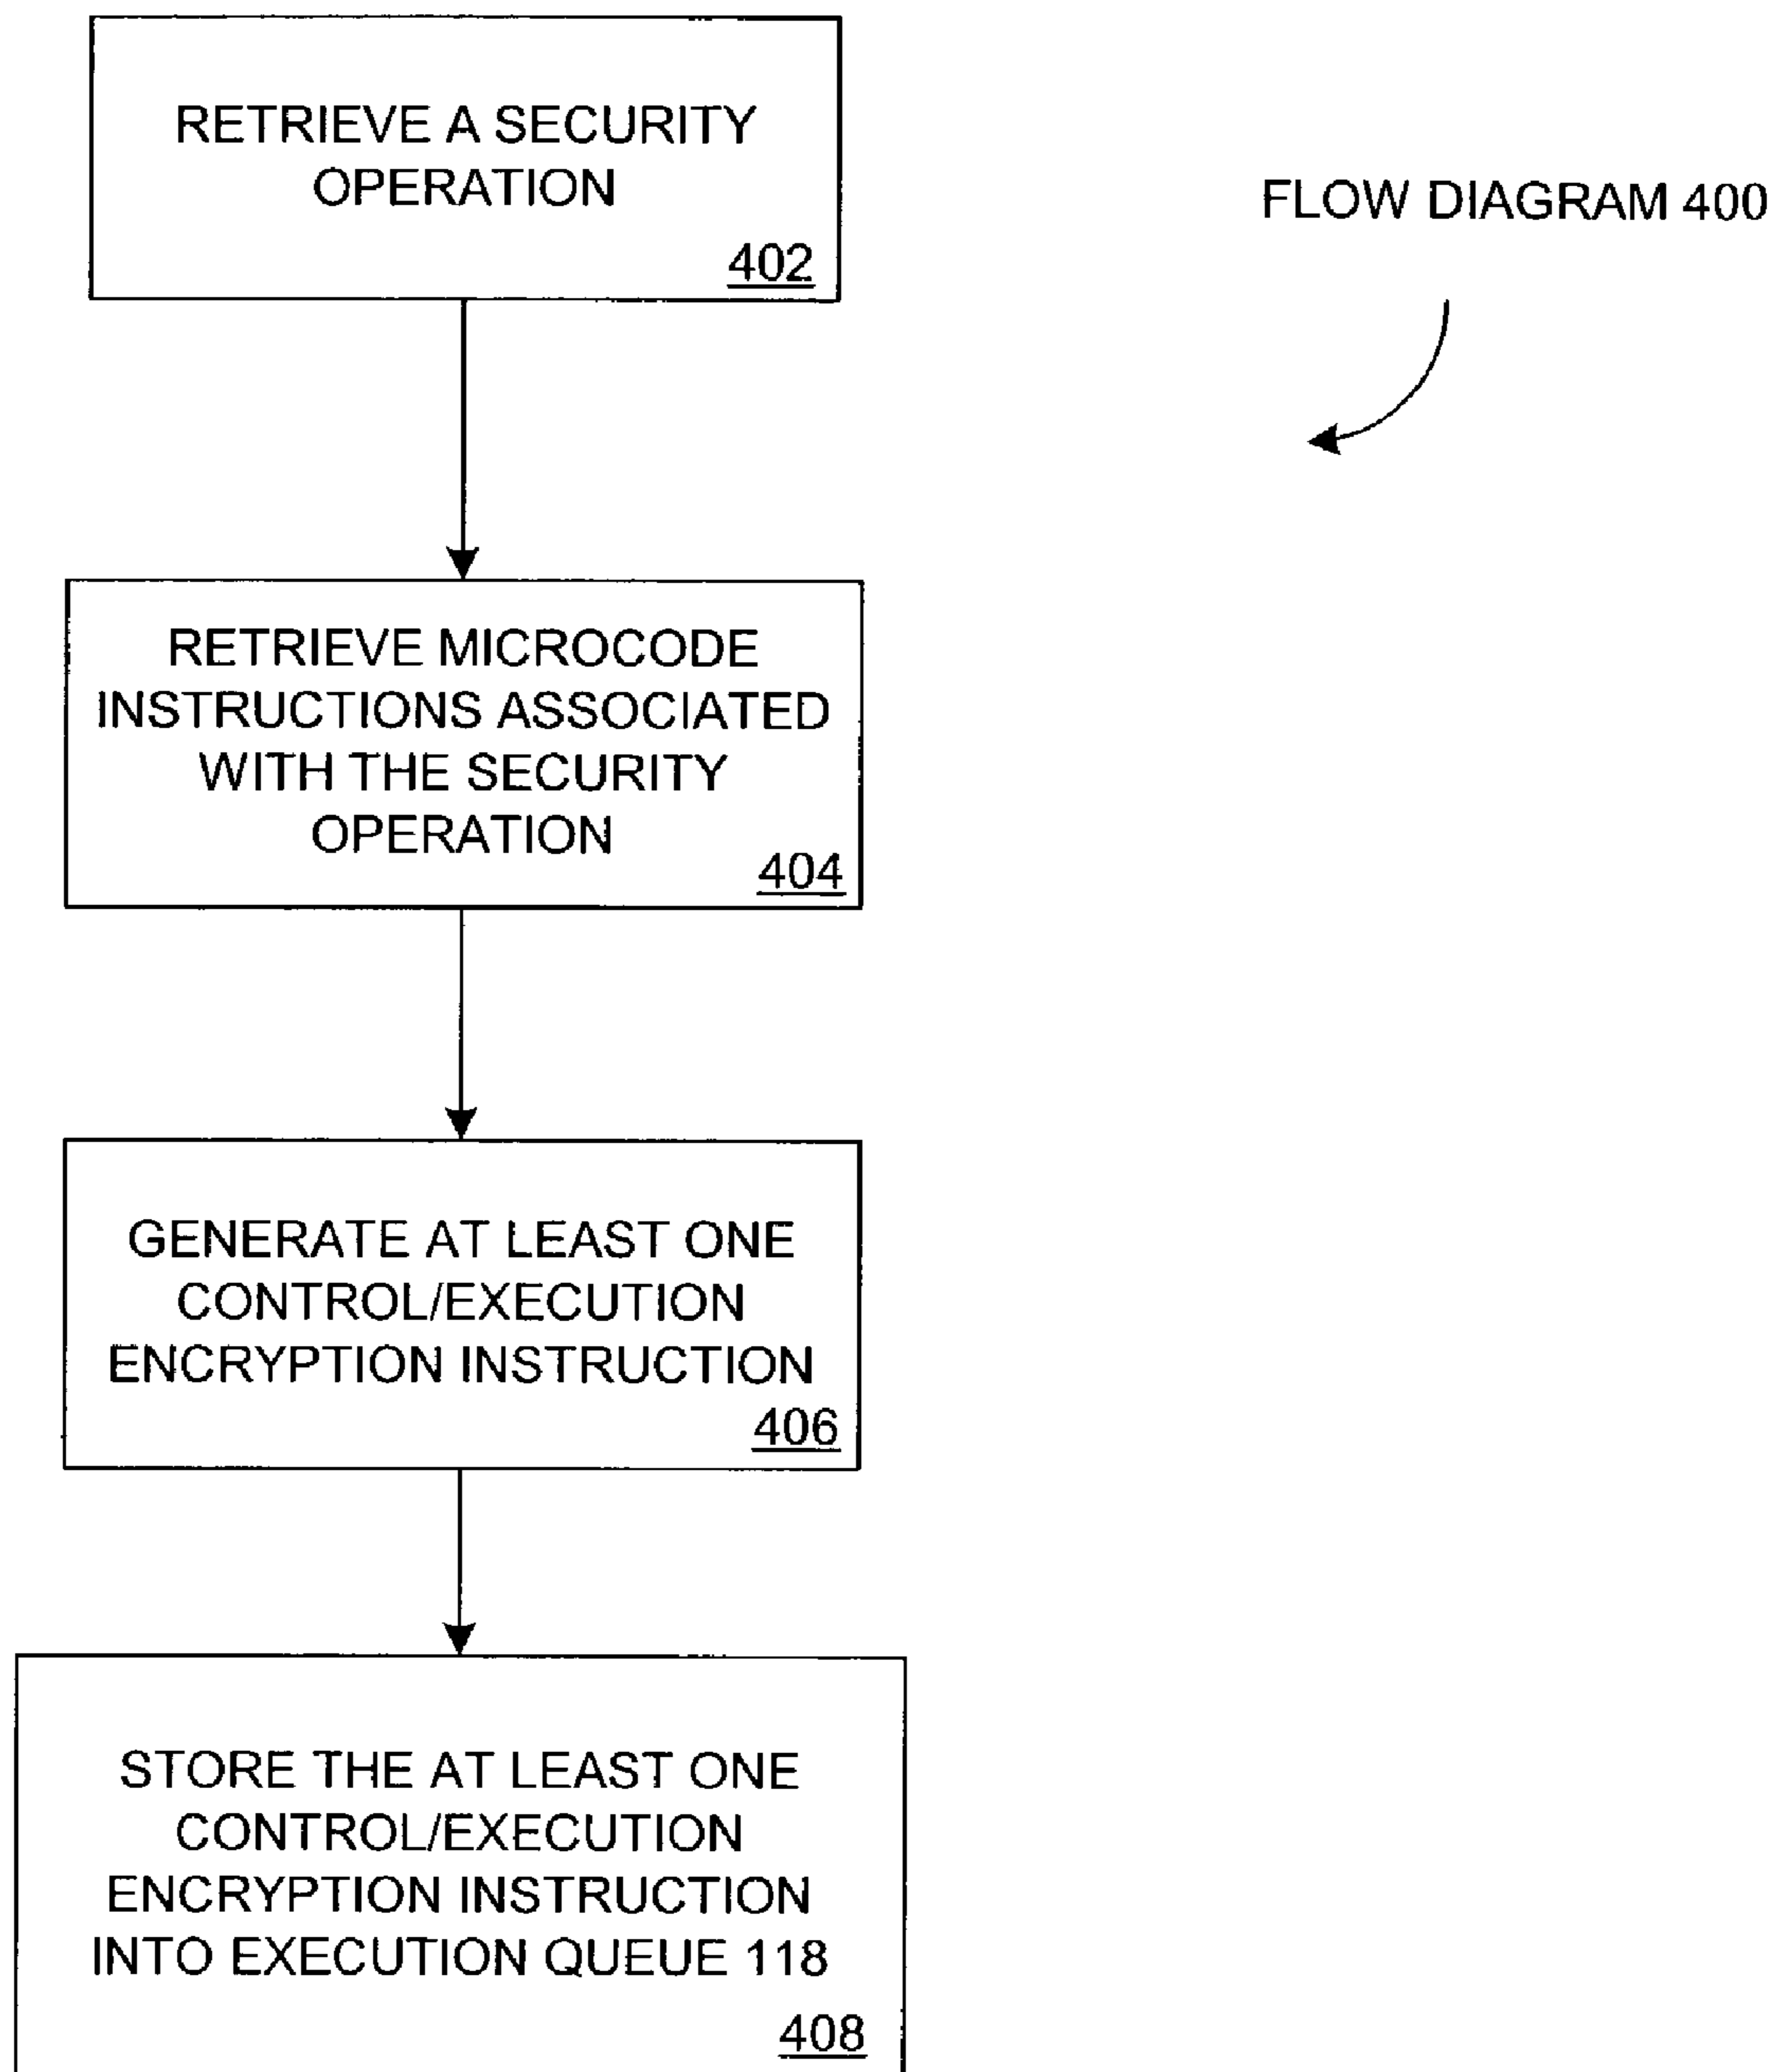 RETRIEVE A SECURITY
OPERATION
402
FLOW DIAGRAM 400
RETRIEVE MICROCODE
INSTRUCTIONS ASSOCIATED
WITH THE SECURITY
OPERATION
404
GENERATE AT LEAST ONE
CONTROL/EXECUTION
ENCRYPTION INSTRUCTION
406
STORE THE AT LEAST ONE
CONTROL/EXECUTION
ENCRYPTION INSTRUCTION
INTO EXECUTION QUEUE 118
408